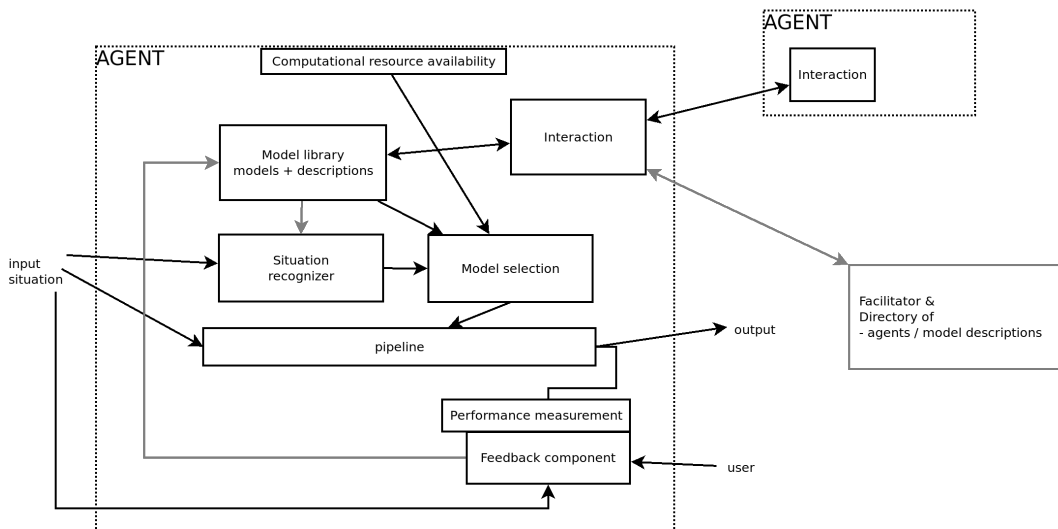 AGENT
AGENT
Computational resource availability
Interaction
Interaction
Model library
models + descriptions
Situation
recognizer
Model selection
input
situation
Facilitator &
Directory of
- agents / model descriptions
pipeline
output
Performance measurement
Feedback component
user